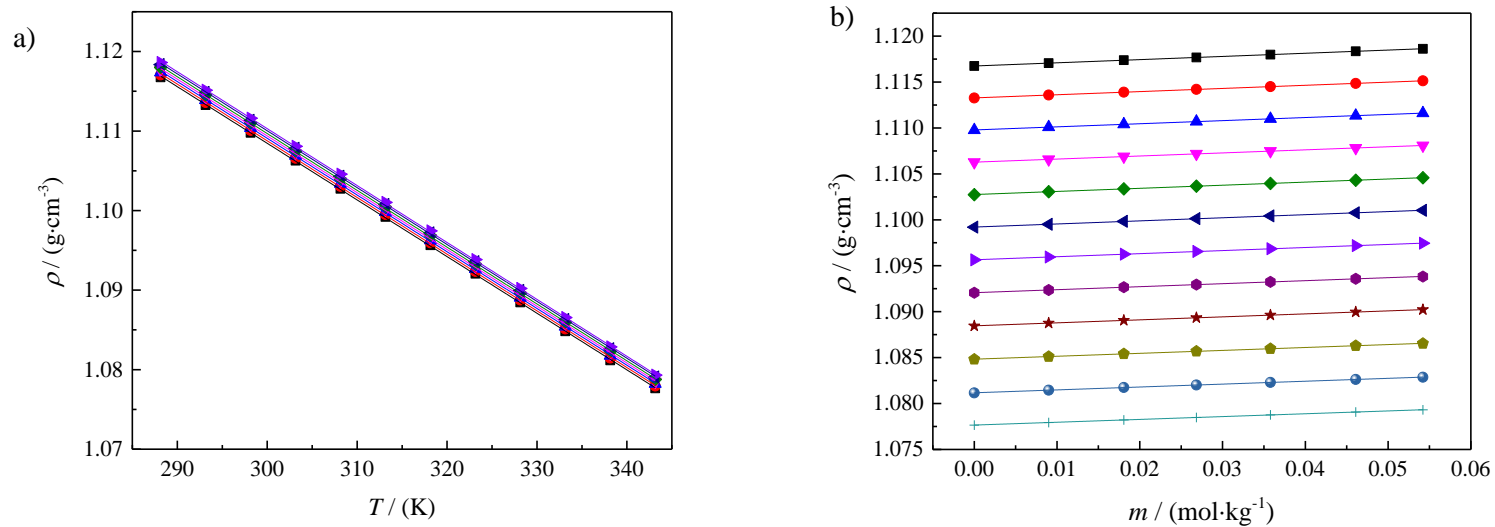 a)
1.12
1.11
1.10
1.09
1.08
1.07
ρ / (g·cm⁻³)
290 300 310 320 330 340
T / (K)
b)
1.120
1.115
1.110
1.105
1.100
1.095
1.090
1.085
1.080
1.075
ρ / (g·cm⁻³)
0.00 0.01 0.02 0.03 0.04 0.05 0.06
m / (mol·kg⁻¹)